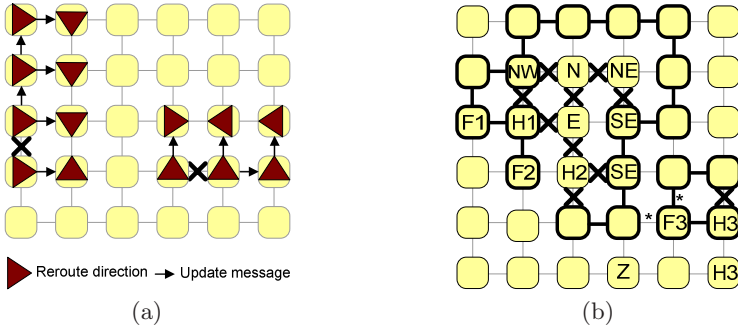 NW N NE
F1 H1 E SE
F2 H2 SE
* F3 H3
*
Z H3
Reroute direction Update message
(a) (b)